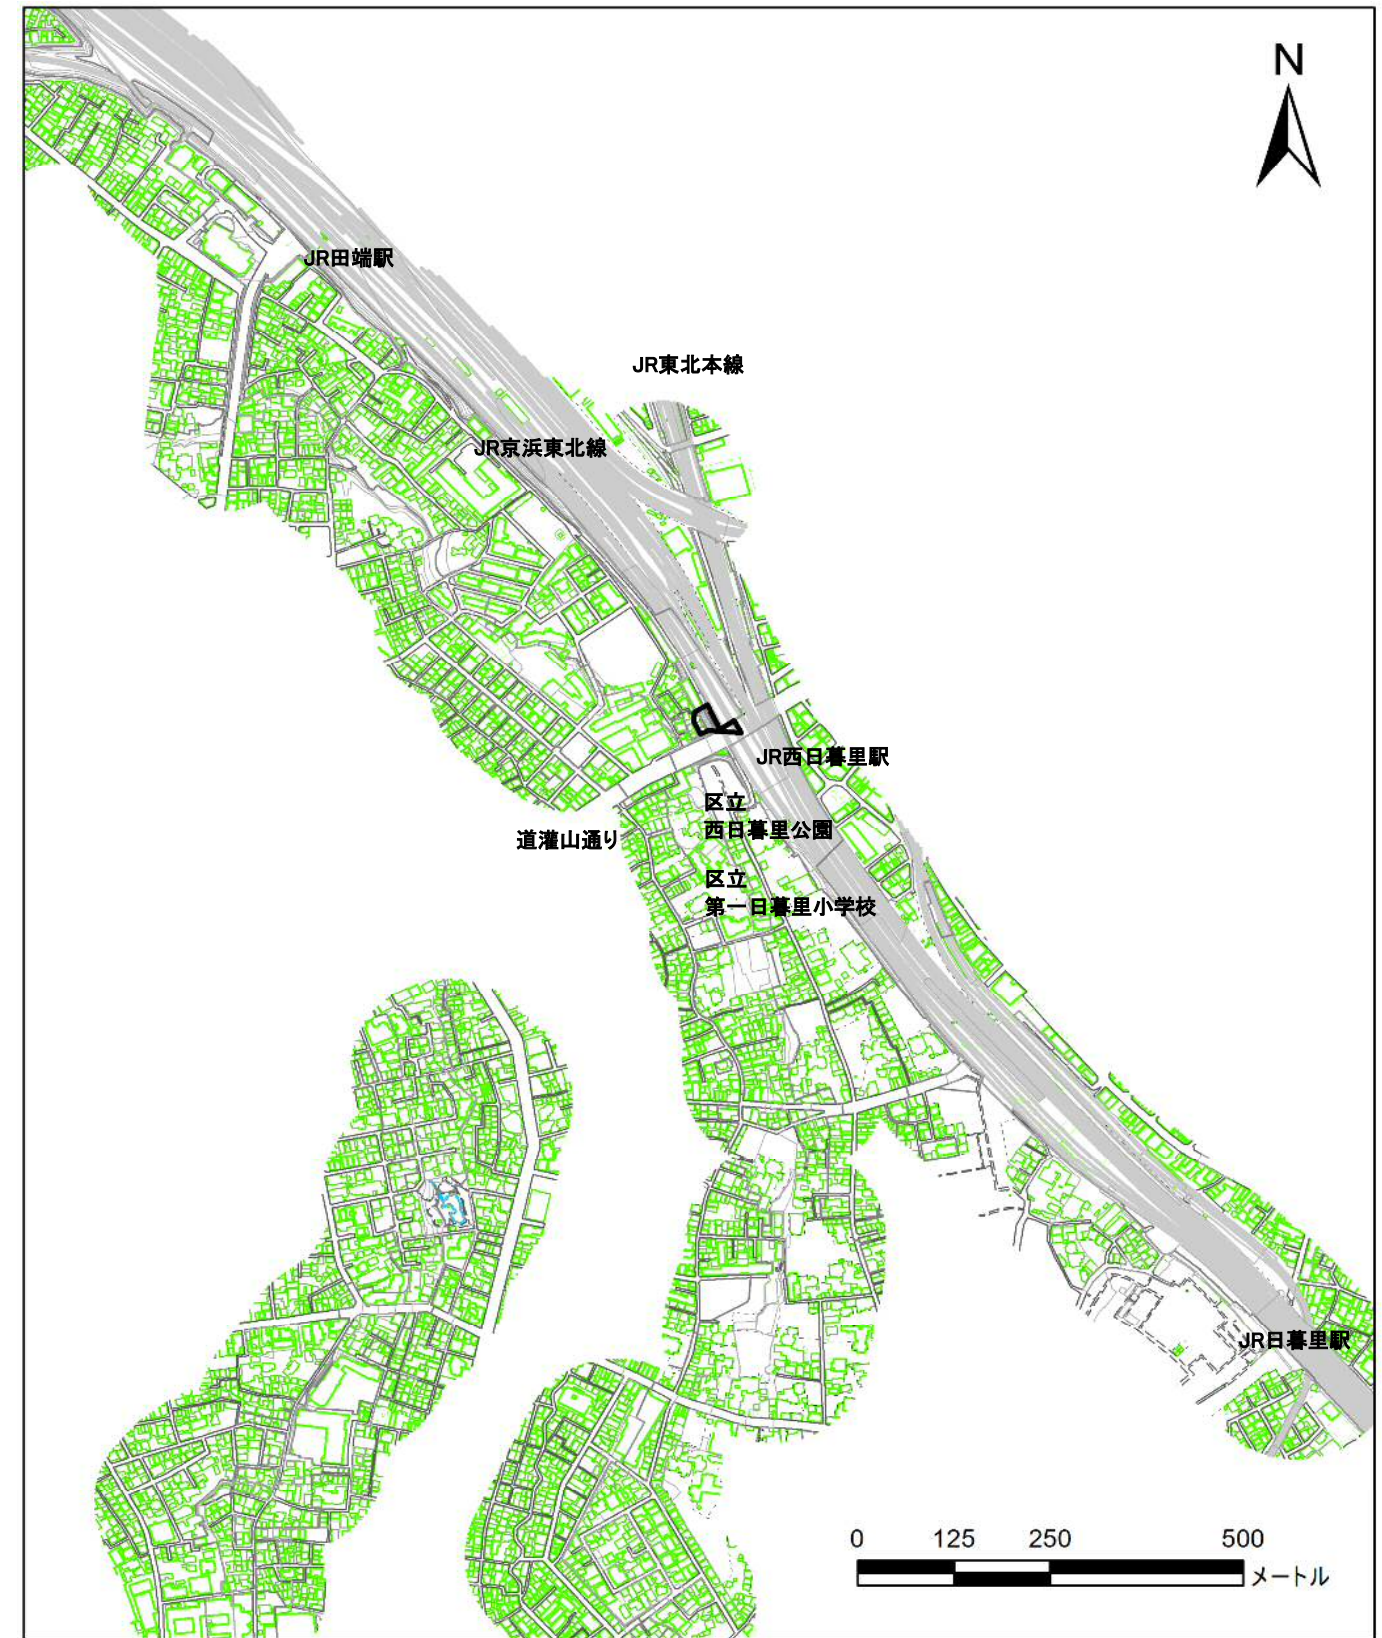 N
JR田端駅
JR東北本線
JR京浜東北線
JR西日暮里駅
区立
西日暮里公園
道灌山通り
区立
第一日暮里小学校
JR日暮里駅
0 125 250 500
メートル